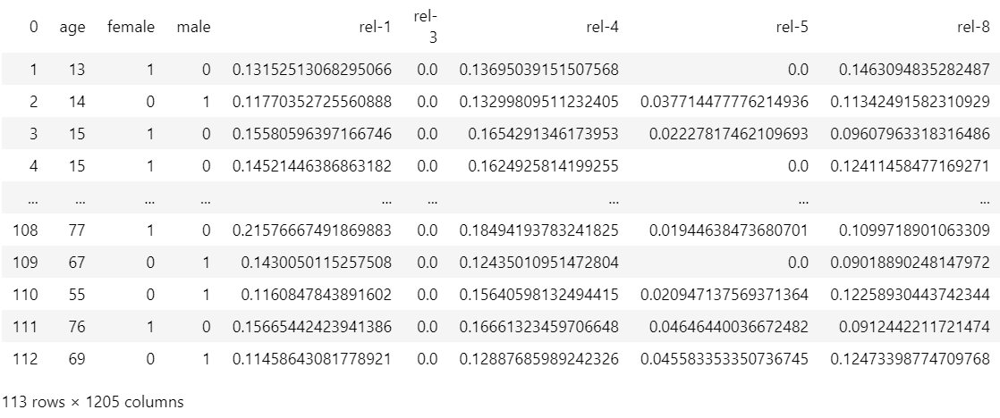 0 age female male rel-1 rel-3 rel-4 rel-5 rel-8
1 13 1 0 0.13152513068295066 0.0 0.13695039151507568 0.0 0.1463094835282487
2 14 0 1 0.11770352725560888 0.0 0.13299809511232405 0.037714477776214936 0.11342491582310929
3 15 1 0 0.15580596397166746 0.0 0.1654291346173953 0.02227817462109693 0.09607963318316486
4 15 1 0 0.14521446386863182 0.0 0.1624925814199255 0.0 0.12411458477169271
... ... ... ... ... ... ... ... ...
108 77 1 0 0.21576667491869883 0.0 0.18494193783241825 0.01944638473680701 0.1099718901063309
109 67 0 1 0.1430050115257508 0.0 0.12435010951472804 0.0 0.09018890248147972
110 55 0 1 0.1160847843891602 0.0 0.15640598132494415 0.020947137569371364 0.12258930443742344
111 76 1 0 0.15665442423941386 0.0 0.16661323459706648 0.04646440036672482 0.0912442211721474
112 69 0 1 0.11458643081778921 0.0 0.12887685989242326 0.045583353350736745 0.12473398774709768
113 rows × 1205 columns